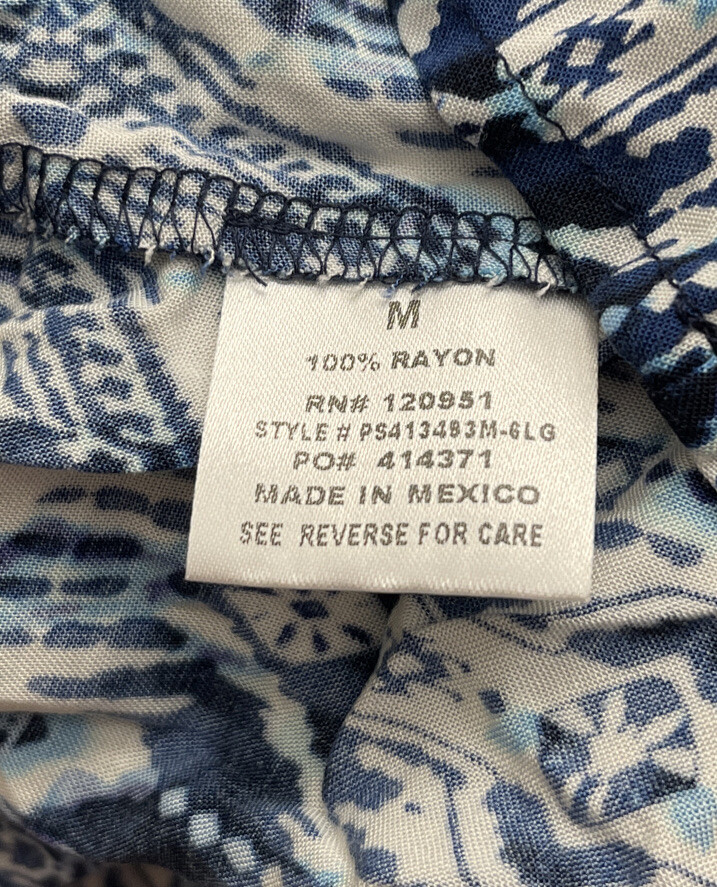 M
100% RAYON
RN# 120951
STYLE # PS413493M-6LG
PO# 414371
MADE IN MEXICO
SEE REVERSE FOR CARE